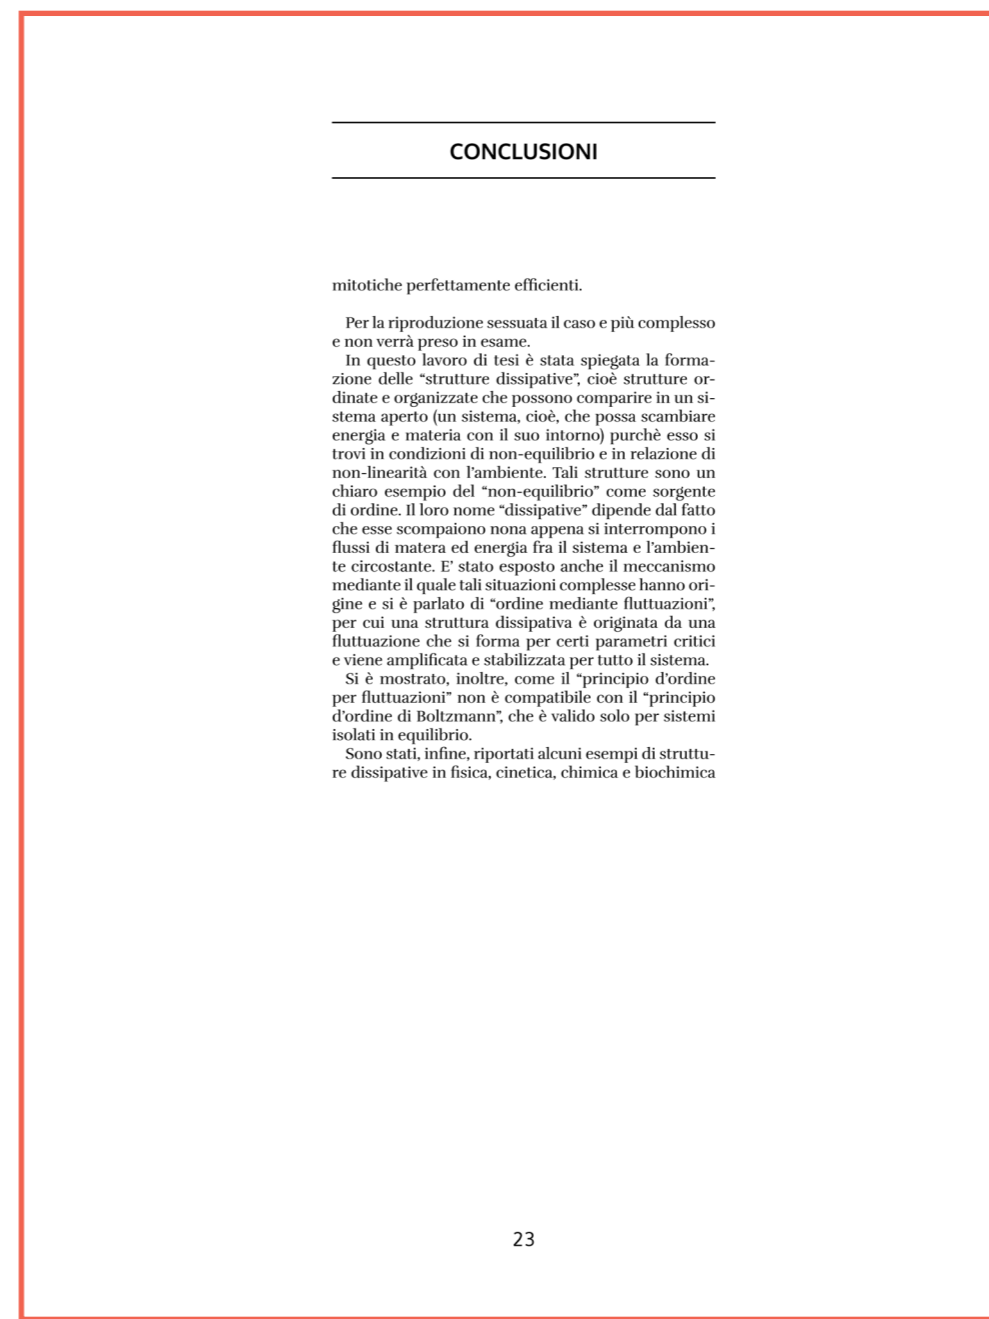 CONCLUSIONI
mitotiche perfettamente efficienti.
Per la riproduzione sessuata il caso e più complesso
e non verrà preso in esame.
In questo lavoro di tesi è stata spiegata la forma-
zione delle “strutture dissipative”, cioè strutture or-
dinate e organizzate che possono comparire in un si-
stema aperto (un sistema, cioè, che possa scambiare
energia e materia con il suo intorno) purchè esso si
trovi in condizioni di non-equilibrio e in relazione di
non-linearità con l’ambiente. Tali strutture sono un
chiaro esempio del “non-equilibrio” come sorgente
di ordine. Il loro nome “dissipative” dipende dal fatto
che esse scompaiono nona appena si interrompono i
flussi di matera ed energia fra il sistema e l’ambien-
te circostante. E’ stato esposto anche il meccanismo
mediante il quale tali situazioni complesse hanno ori-
gine e si è parlato di “ordine mediante fluttuazioni”,
per cui una struttura dissipativa è originata da una
fluttuazione che si forma per certi parametri critici
e viene amplificata e stabilizzata per tutto il sistema.
Si è mostrato, inoltre, come il “principio d’ordine
per fluttuazioni” non è compatibile con il “principio
d’ordine di Boltzmann”, che è valido solo per sistemi
isolati in equilibrio.
Sono stati, infine, riportati alcuni esempi di struttu-
re dissipative in fisica, cinetica, chimica e biochimica
23